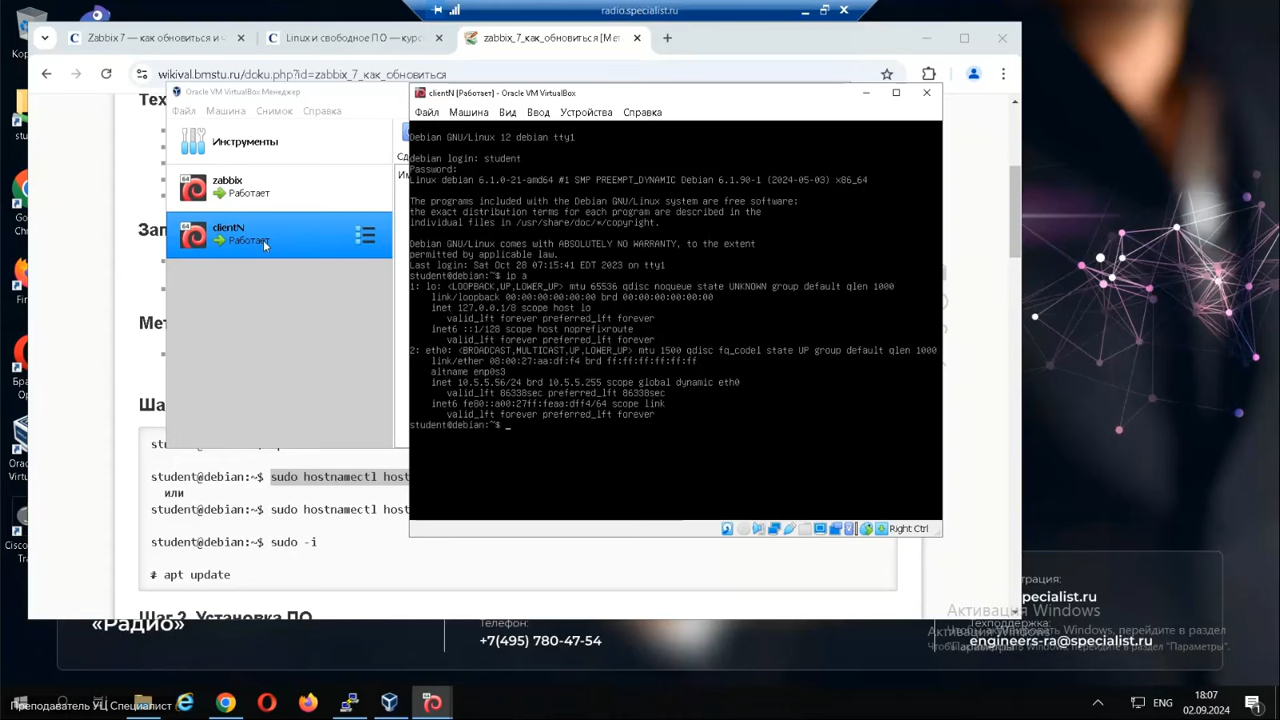 radio.specialist.ru
Zabbix 7 — как обновиться и
Linux и свободное ПО — курс
zabbix_7_как_обновиться [Мет
wikival.bmstu.ru/doku.php?id=zabbix_7_как_обновиться
Oracle VM VirtualBox Менеджер
Файл Машина Снимок Справка
Инструменты
zabbix
Работает
clientN
Работает
clientN [Работает] - Oracle VM VirtualBox
Файл Машина Вид Ввод Устройства Справка
Debian GNU/Linux 12 debian tty1
debian login: student
Password:
Linux debian 6.1.0-21-amd64 #1 SMP PREEMPT_DYNAMIC Debian 6.1.90-1 (2024-05-03) x86_64
The programs included with the Debian GNU/Linux system are free software;
the exact distribution terms for each program are described in the
individual files in /usr/share/doc/*/copyright.
Debian GNU/Linux comes with ABSOLUTELY NO WARRANTY, to the extent
permitted by applicable law.
Last login: Sat Oct 28 07:15:41 EDT 2023 on tty1
student@debian:~$ ip a
1: lo: <LOOPBACK,UP,LOWER_UP> mtu 65536 qdisc noqueue state UNKNOWN group default qlen 1000
link/loopback 00:00:00:00:00:00 brd 00:00:00:00:00:00
inet 127.0.0.1/8 scope host lo
valid_lft forever preferred_lft forever
inet6 ::1/128 scope host noprefixroute
valid_lft forever preferred_lft forever
2: eth0: <BROADCAST,MULTICAST,UP,LOWER_UP> mtu 1500 qdisc fq_codel state UP group default qlen 1000
link/ether 08:00:27:aa:df:f4 brd ff:ff:ff:ff:ff:ff
altname enp0s3
inet 10.5.5.56/24 brd 10.5.5.255 scope global dynamic eth0
valid_lft 86338sec preferred_lft 86338sec
inet6 fe80::a00:27ff:feaa:dff4/64 scope link
valid_lft forever preferred_lft forever
student@debian:~$ _
Right Ctrl
Тех
Заг
Мет
Ша
student@debian:~$ sudo hostnamectl host
или
student@debian:~$ sudo hostnamectl host
student@debian:~$ sudo -i
# apt update
Шаг 2. Установка ПО
«Радио»
Телефон:
+7(495) 780-47-54
трация:
specialist.ru
Техподдержка:
engineers-ra@specialist.ru
Активация Windows
Чтобы активировать Windows, перейдите в раздел
"Параметры".
Преподаватель УЦ Специалист
ENG
18:07
02.09.2024